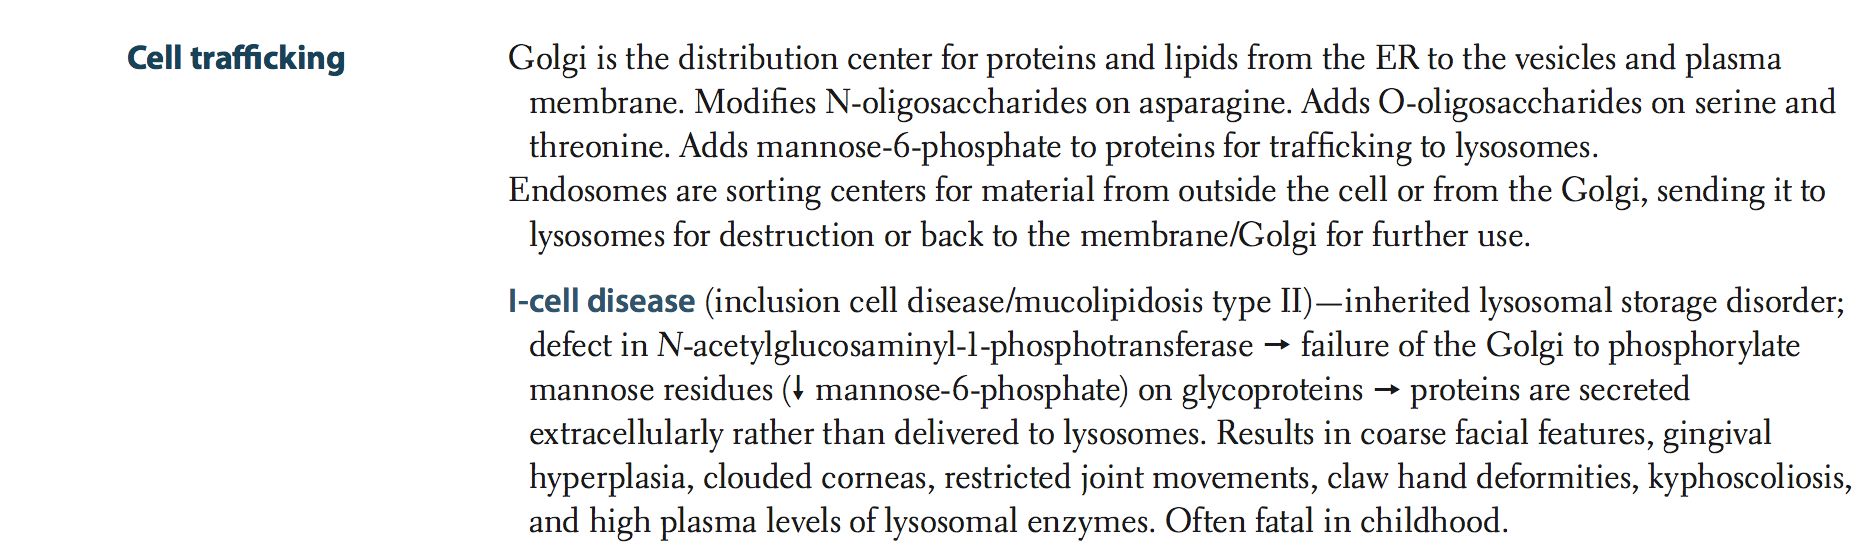 Cell trafficking
Golgi is the distribution center for proteins and lipids from the ER to the vesicles and plasma
membrane. Modifies N-oligosaccharides on asparagine. Adds O-oligosaccharides on serine and
threonine. Adds mannose-6-phosphate to proteins for trafficking to lysosomes.
Endosomes are sorting centers for material from outside the cell or from the Golgi, sending it to
lysosomes for destruction or back to the membrane/Golgi for further use.
I-cell disease (inclusion cell disease/mucolipidosis type II)—inherited lysosomal storage disorder;
defect in N-acetylglucosaminyl-1-phosphotransferase → failure of the Golgi to phosphorylate
mannose residues (↓ mannose-6-phosphate) on glycoproteins → proteins are secreted
extracellularly rather than delivered to lysosomes. Results in coarse facial features, gingival
hyperplasia, clouded corneas, restricted joint movements, claw hand deformities, kyphoscoliosis,
and high plasma levels of lysosomal enzymes. Often fatal in childhood.